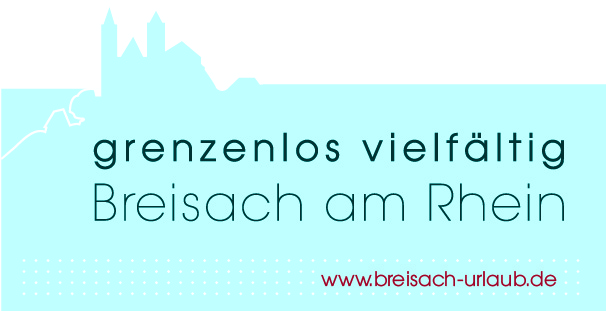 grenzenlos vielfältig
Breisach am Rhein
www.breisach-urlaub.de